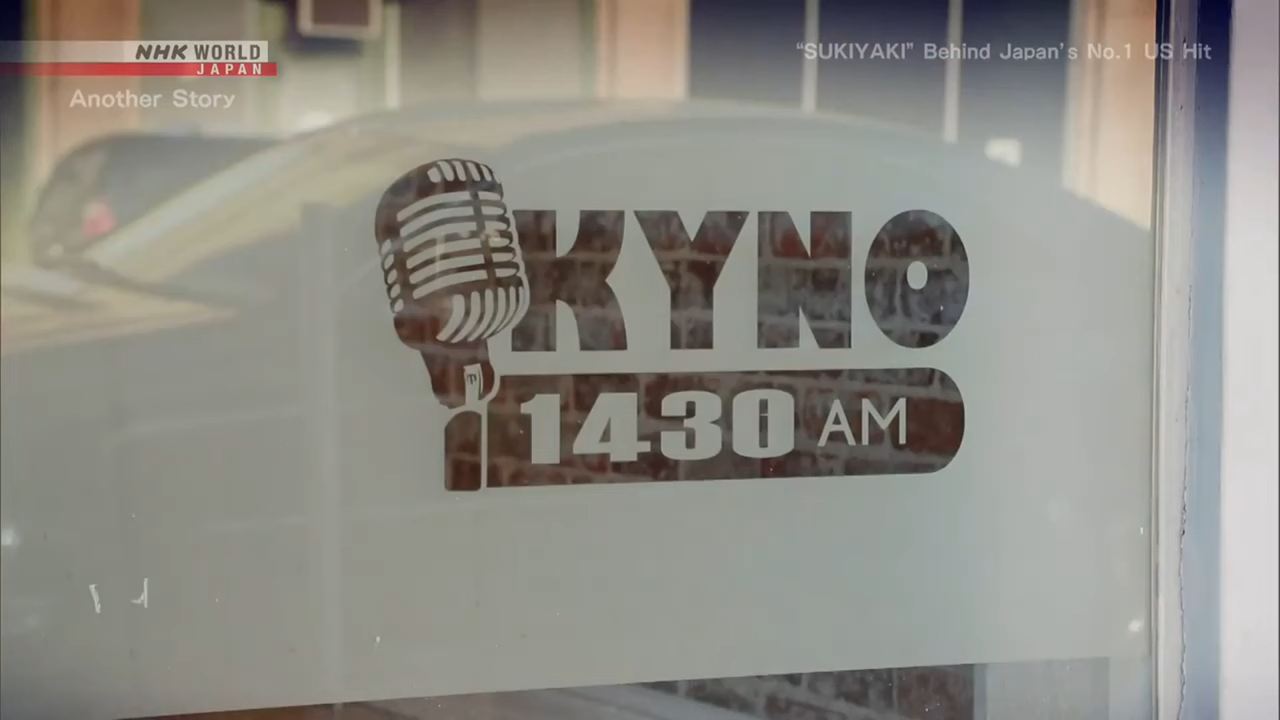 NHK WORLD
JAPAN
"SUKIYAKI" Behind Japan's No.1 US Hit
Another Story
KYNO
1430 AM